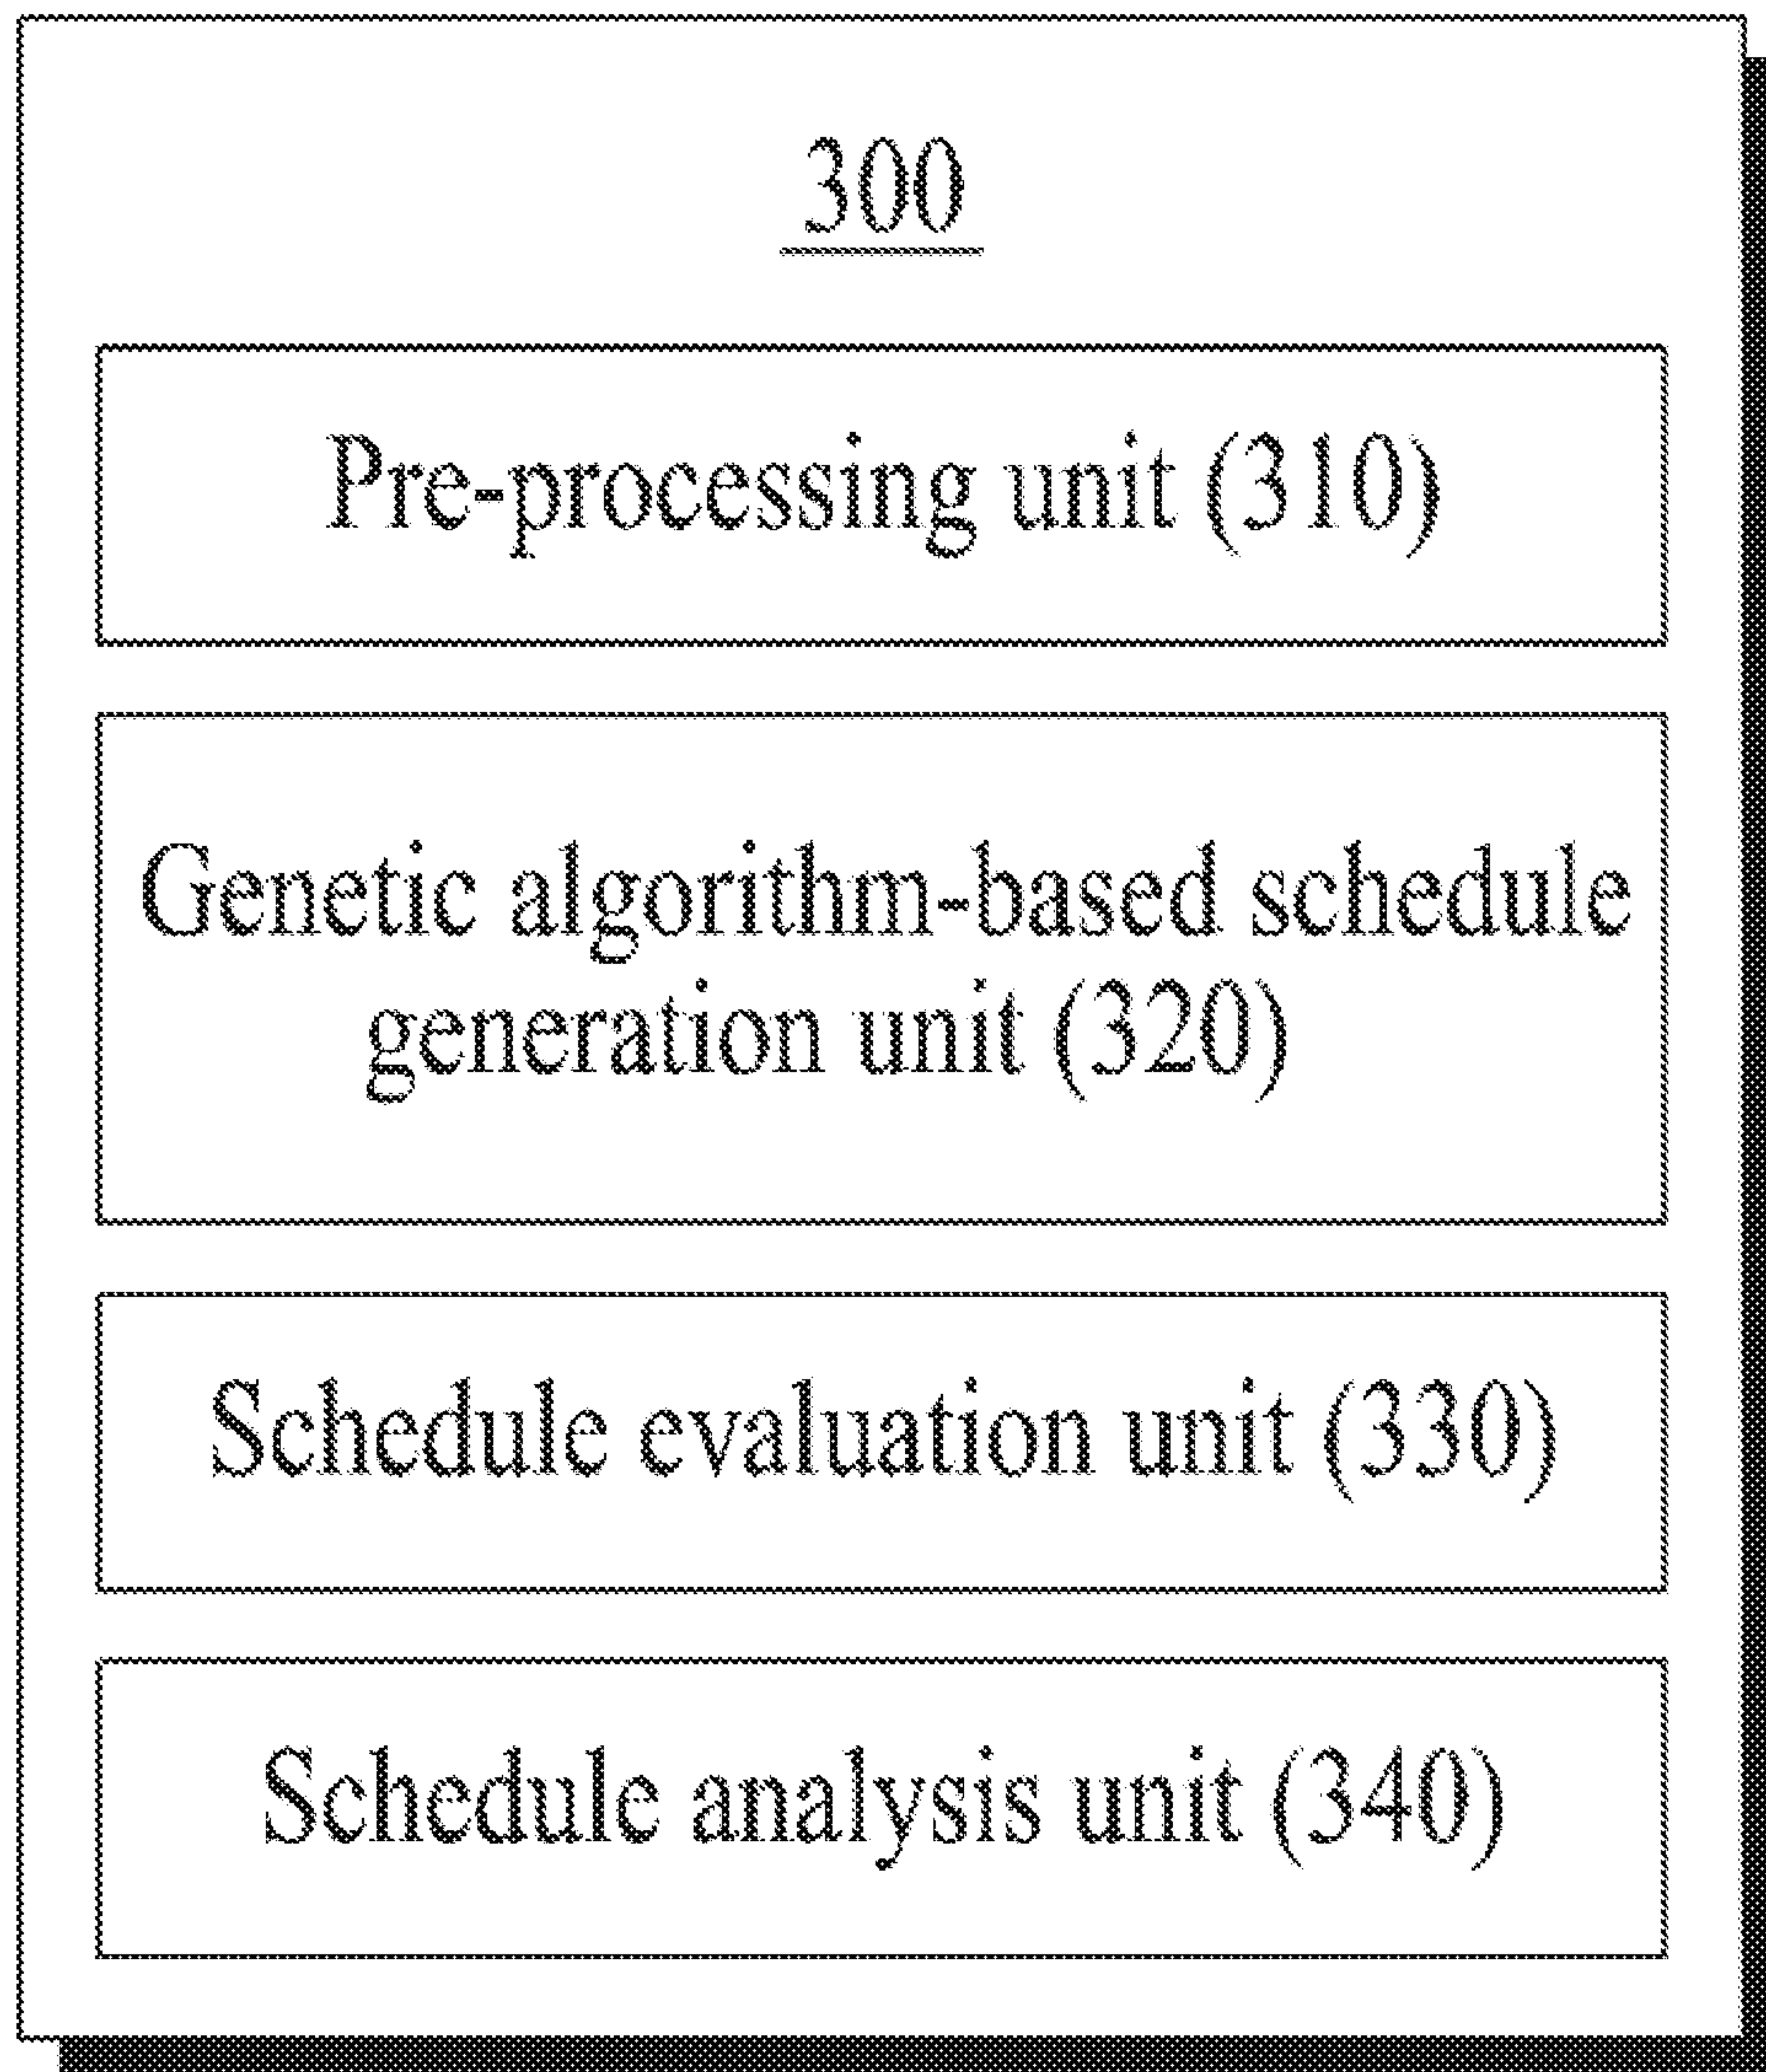 300
Pre-processing unit (310)
Genetic algorithm-based schedule
generation unit (320)
Schedule evaluation unit (330)
Schedule analysis unit (340)